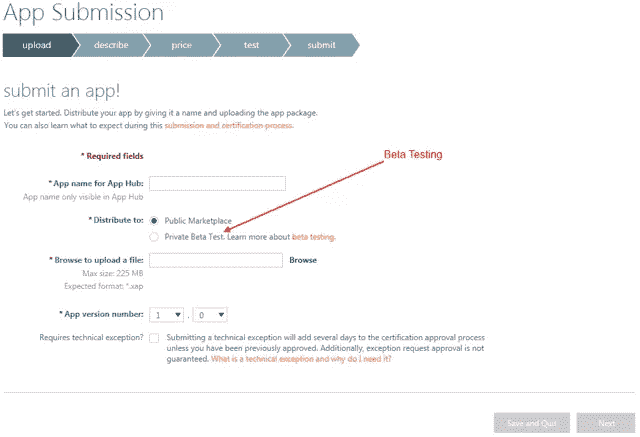 App Submission
upload describe price test submit
submit an app!
Let's get started. Distribute your app by giving it a name and uploading the app package.
You can also learn what to expect during this submission and certification process.
* Required fields
Beta Testing
* App name for App Hub:
App name only visible in App Hub
* Distribute to: Public Marketplace
Private Beta Test. Learn more about beta testing.
* Browse to upload a file: Browse
Max size: 225 MB
Expected format: *.xap
* App version number: 1 . 0
Requires technical exception? Submitting a technical exception will add several days to the certification approval process
unless you have been previously approved. Additionally, exception request approval is not
guaranteed. What is a technical exception and why do I need it?
Save and Quit Next